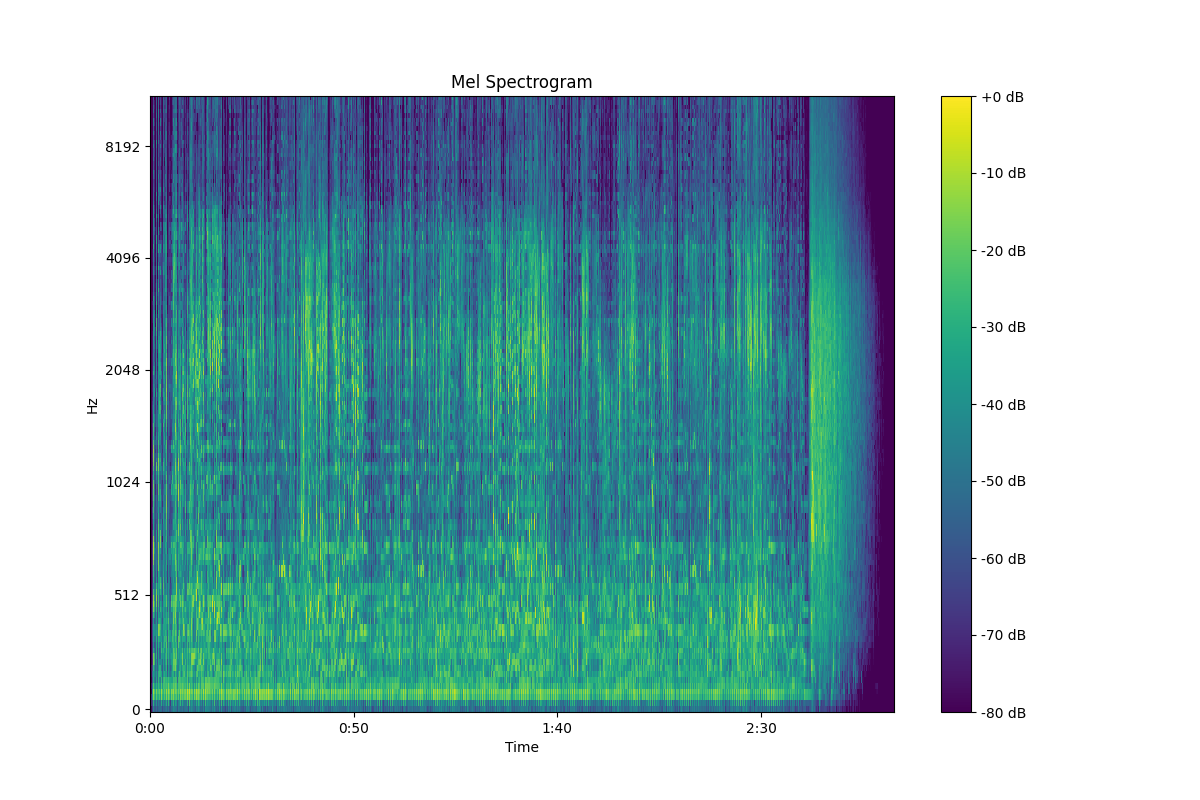 Mel Spectrogram
+0 dB
8192
-10 dB
-20 dB
4096
-30 dB
2048
-40 dB
Hz
1024
-50 dB
-60 dB
512
-70 dB
0
-80 dB
0:00 0:50 1:40 2:30
Time